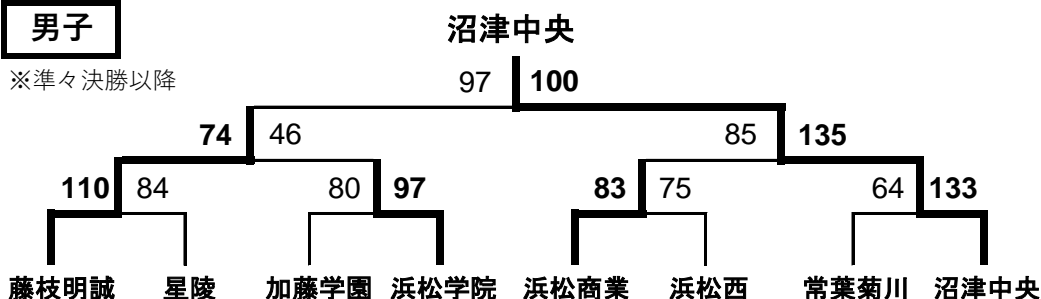 男子
沼津中央
※準々決勝以降
97 100
74 46 85 135
110 84 80 97 83 75 64 133
藤枝明誠 星陵 加藤学園 浜松学院 浜松商業 浜松西 常葉菊川 沼津中央